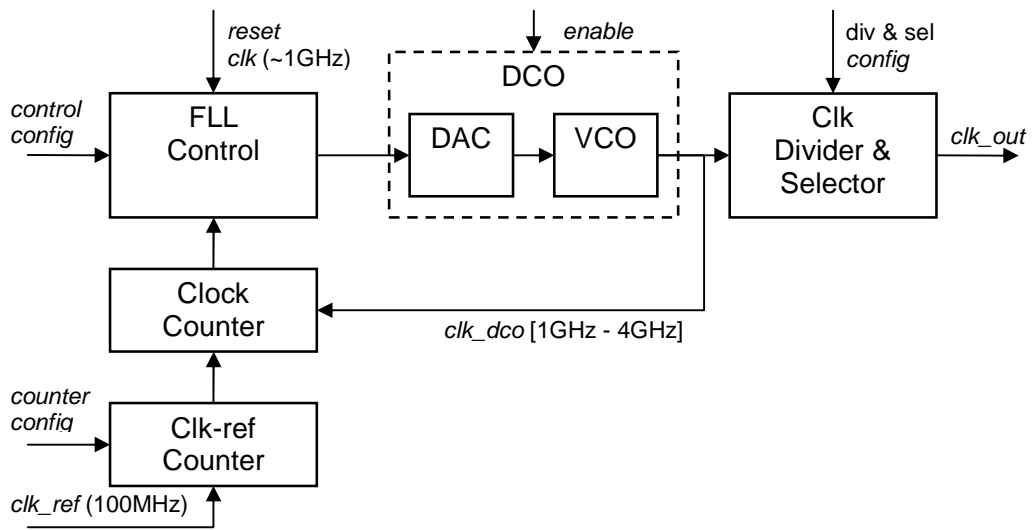 reset
clk (~1GHz)
enable
div & sel
config
control
config
FLL
Control
DCO
DAC
VCO
Clk
Divider &
Selector
clk_out
Clock
Counter
clk_dco [1GHz - 4GHz]
counter
config
Clk-ref
Counter
clk_ref (100MHz)